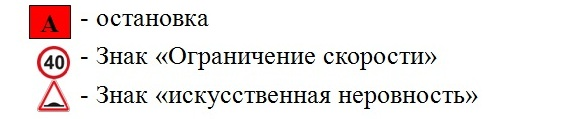 А - остановка
40 - Знак «Ограничение скорости»
- Знак «искусственная неровность»